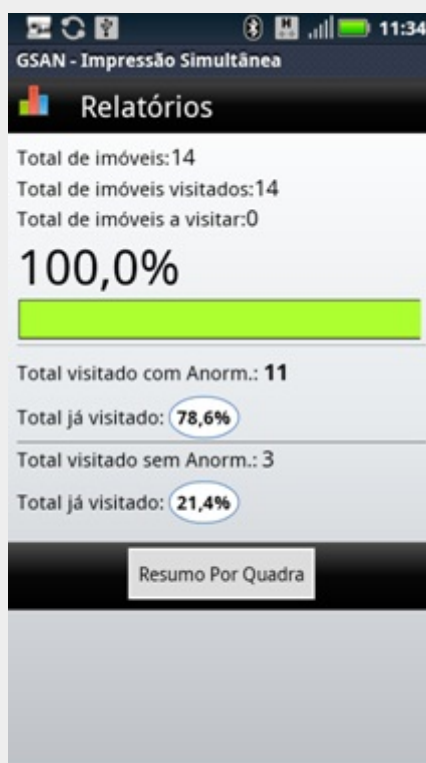 11:34
GSAN - Impressão Simultânea
Relatórios
Total de imóveis:14
Total de imóveis visitados:14
Total de imóveis a visitar:0
100,0%
Total visitado com Anorm.: 11
Total já visitado: 78,6%
Total visitado sem Anorm.: 3
Total já visitado: 21,4%
Resumo Por Quadra